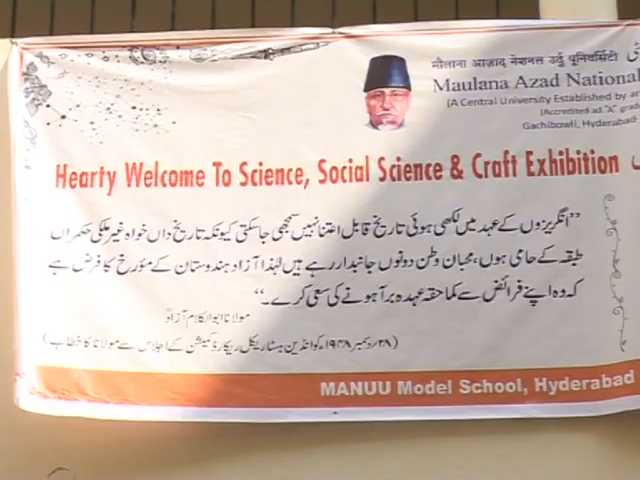 मौलाना आज़ाद नेशनल उर्दू यूनिवर्सिटी
Maulana Azad National
(A Central University Established by an
(Accredited
Gachibowli, Hyderabad-
Hearty Welcome To Science, Social Science & Craft Exhibition
”انگریزوں کے عہد میں لکھی ہوئی تاریخ قابل اعتنا نہیں سمجھی جاسکتی کیونکہ تاریخ داں خواہ غیر ملکی حکمراں
طبقہ کے حامی ہوں، محبان وطن دونوں جانبدار رہے ہیں لہٰذا آزاد ہندوستان کے مؤرخ کا فرض ہے
کہ وہ اپنے فرائض سے کماحقہ عہدہ برآ ہونے کی سعی کرے۔“
مولانا ابوالکلام آزادؒ
(۲۸/دسمبر ۱۹۴۸ء کو انڈین ہسٹاریکل ریکارڈ کمیشن کے اجلاس سے مولانا کا خطاب)
MANUU Model School, Hyderabad